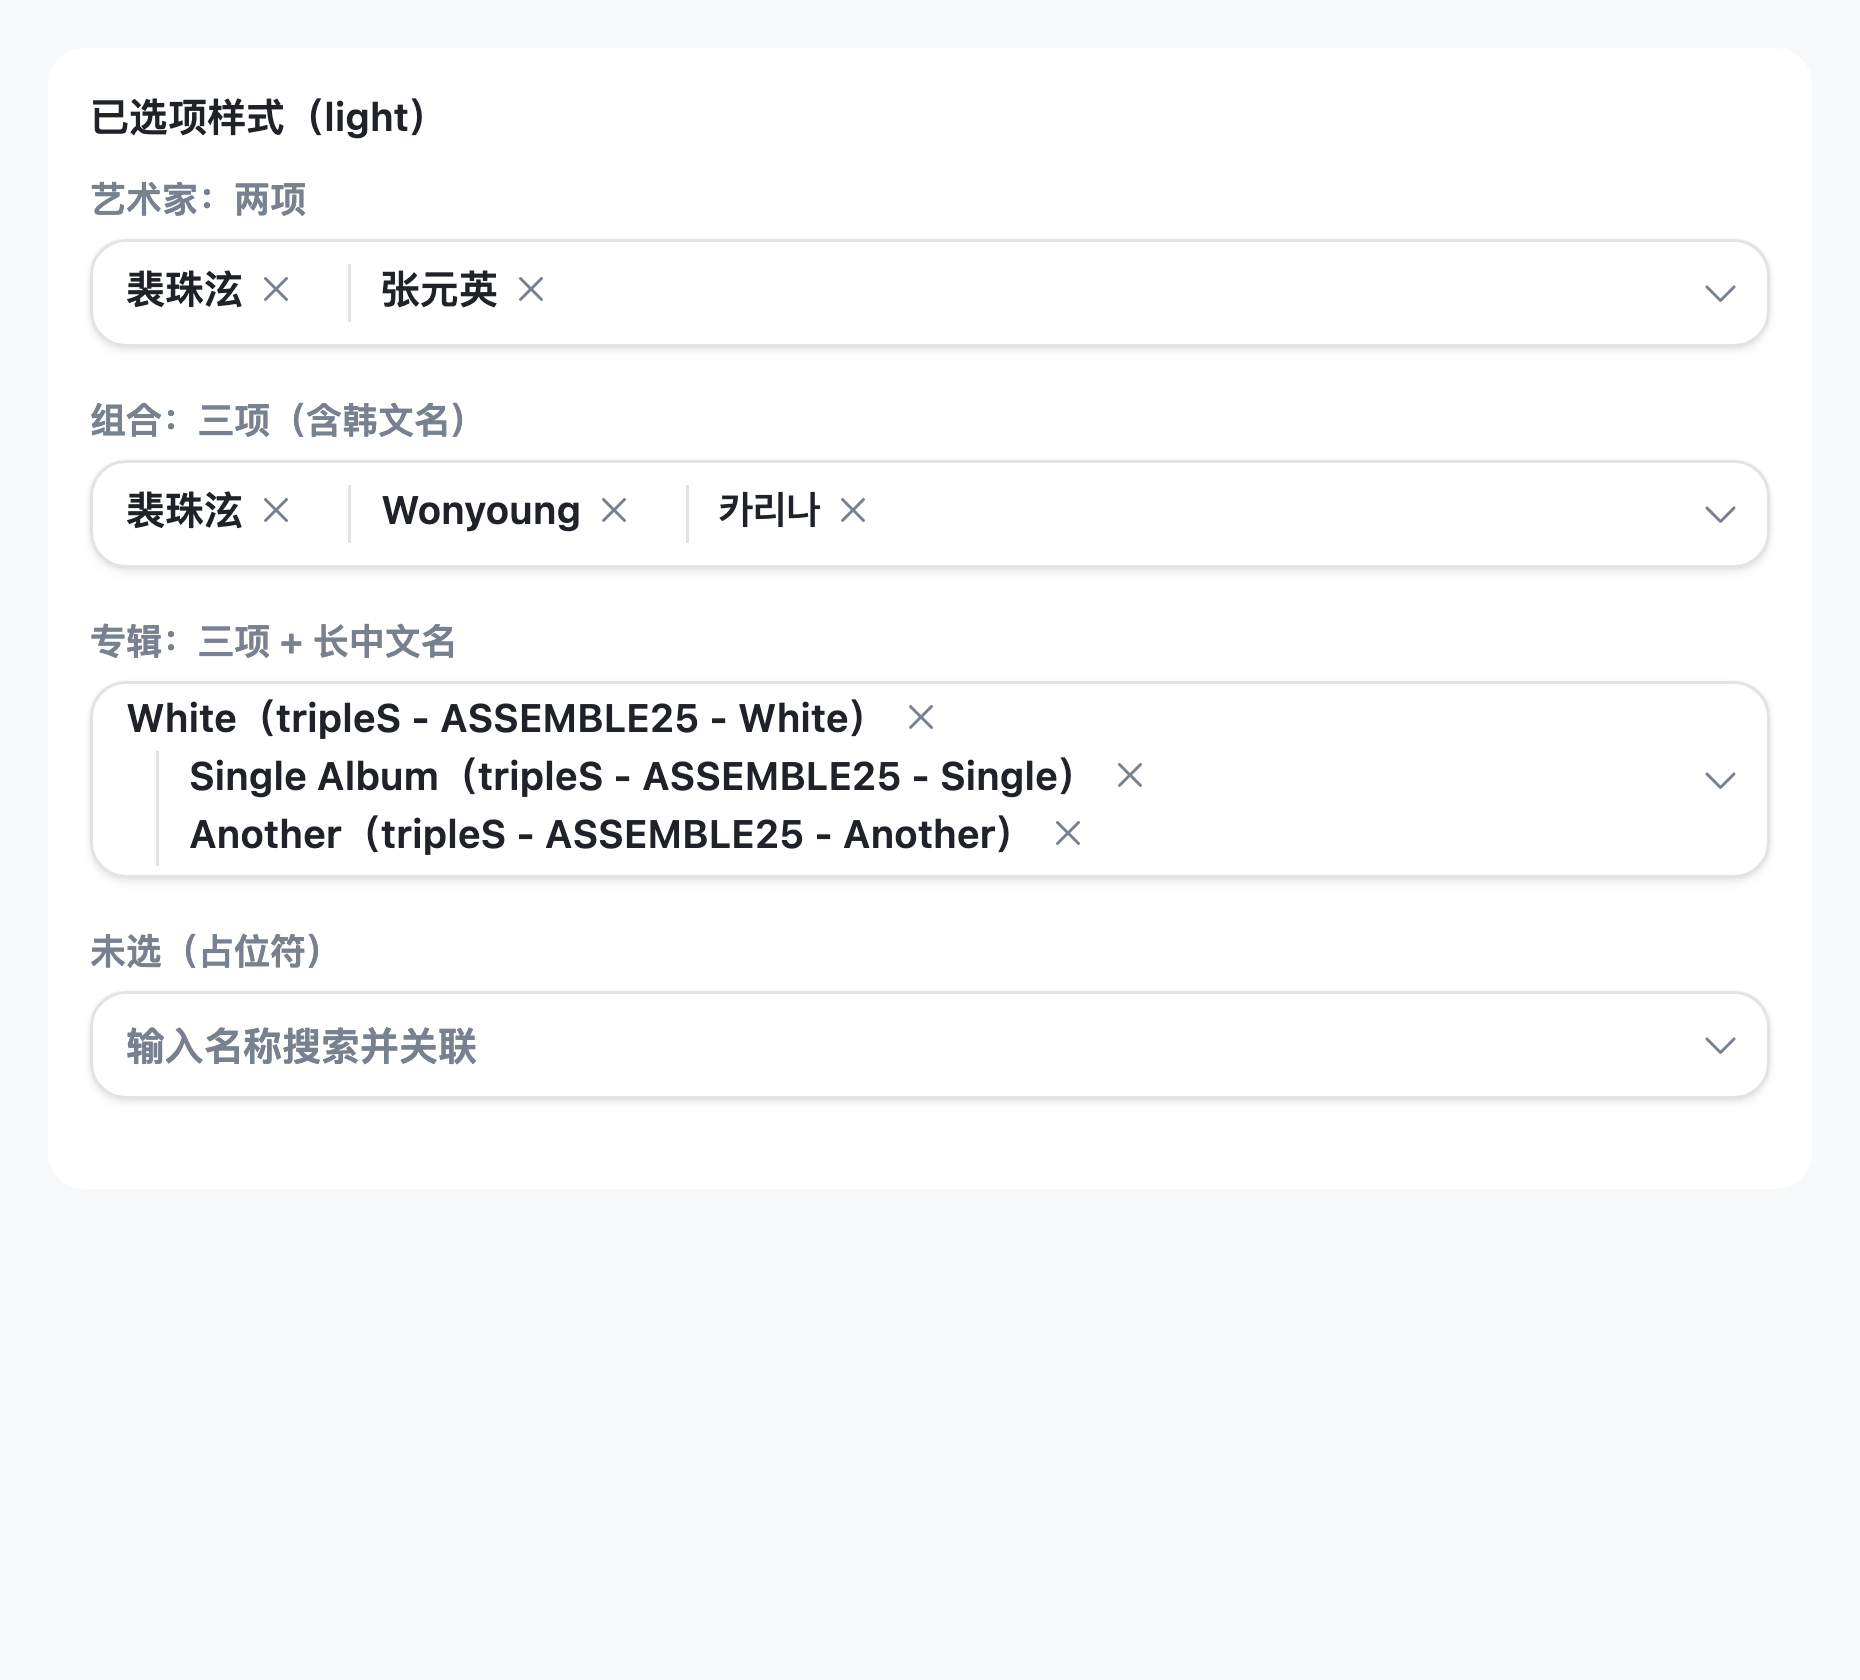 已选项样式（light）
艺术家：两项
裴珠泫 张元英
组合：三项（含韩文名）
裴珠泫 Wonyoung 카리나
专辑：三项 + 长中文名
White（tripleS - ASSEMBLE25 - White）
Single Album（tripleS - ASSEMBLE25 - Single）
Another（tripleS - ASSEMBLE25 - Another）
未选（占位符）
输入名称搜索并关联